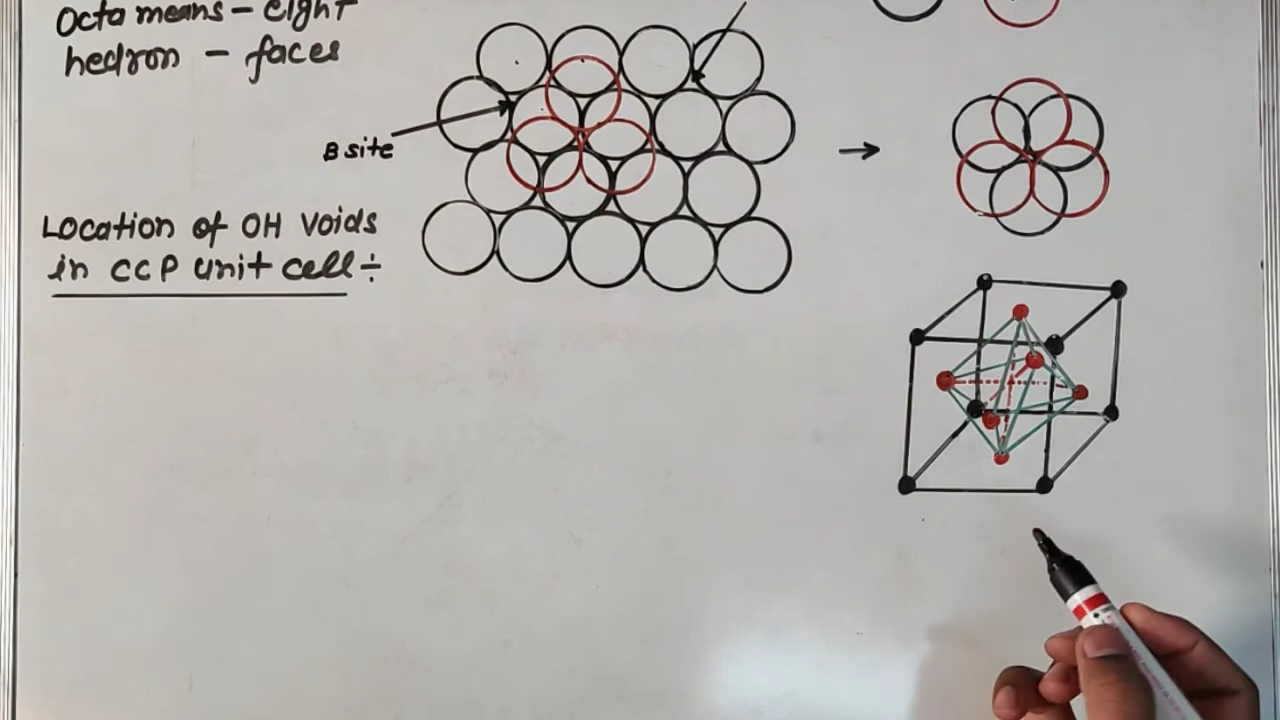 Octa means - eight
hedron - faces
B site
Location of OH Voids
in CCP unit cell ÷